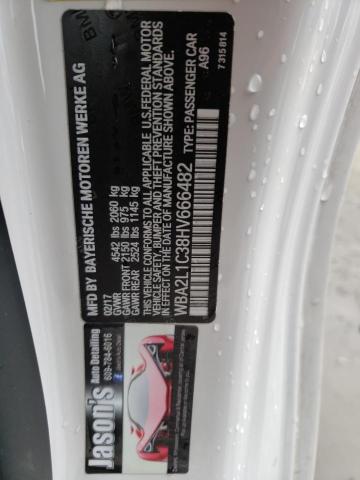 MFD BY BAYERISCHE MOTOREN WERKE AG
02/17
GVWR 4542 lbs 2060 kg
GAWR FRONT 2150 lbs 975 kg
GAWR REAR 2524 lbs 1145 kg
THIS VEHICLE CONFORMS TO ALL APPLICABLE U.S. FEDERAL MOTOR
VEHICLE SAFETY, BUMPER AND THEFT PREVENTION STANDARDS
IN EFFECT ON THE DATE OF MANUFACTURE SHOWN ABOVE.
WBA2L1C38HV666482
TYPE: PASSENGER CAR
A96
7 315 814
Jason's
Auto Detailing
609-784-6016